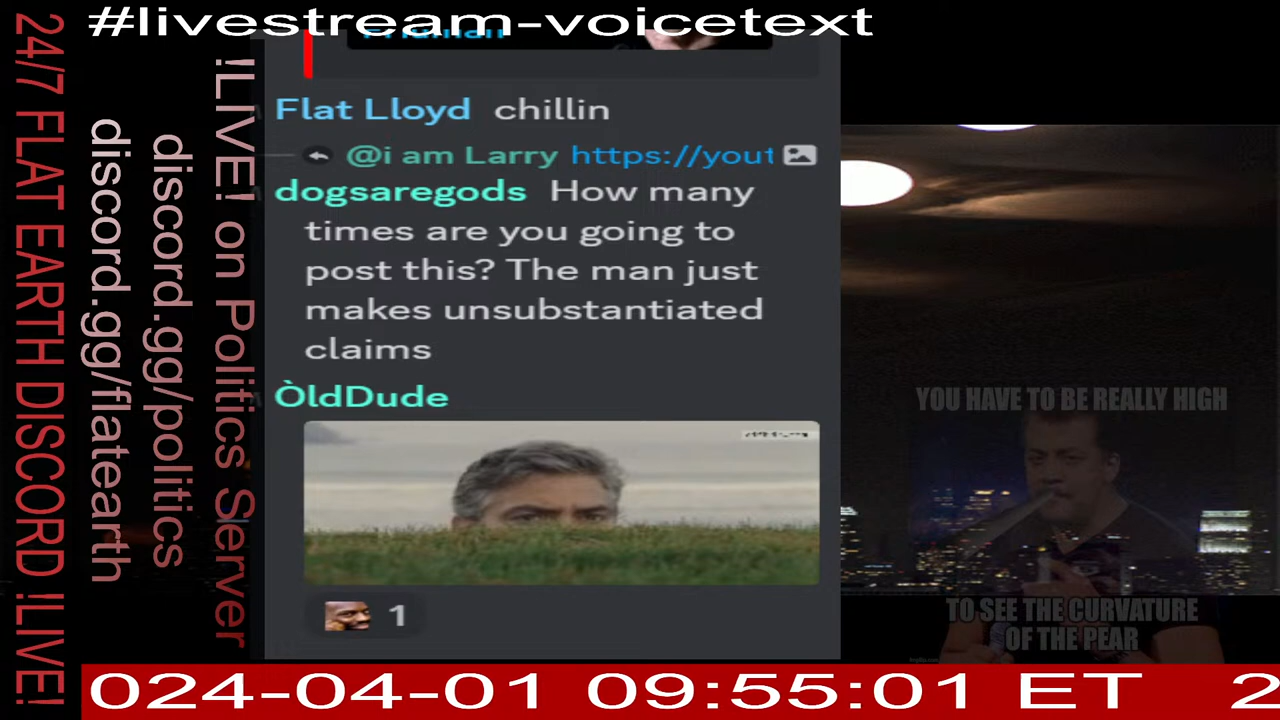 #livestream-voicetext
24/7 FLAT EARTH DISCORD !LIVE!
discord.gg/flatearth
discord.gg/politics
!LIVE! on Politics Server
Flat Lloyd chillin
@i am Larry https://yout
dogsaregods How many
times are you going to
post this? The man just
makes unsubstantiated
claims
ÒldDude
1
YOU HAVE TO BE REALLY HIGH
TO SEE THE CURVATURE
OF THE PEAR
024-04-01 09:55:01 ET 2